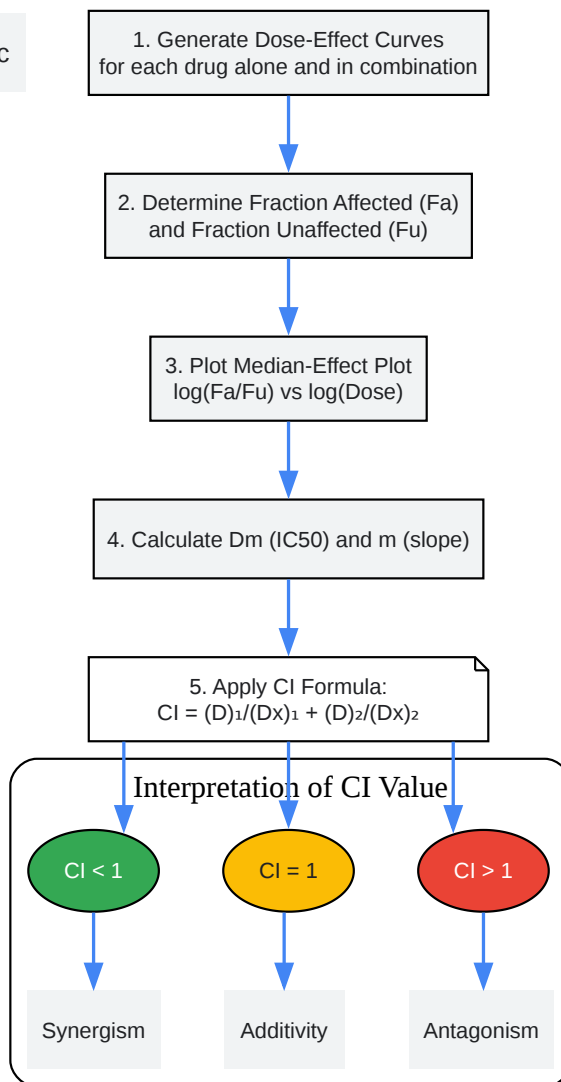 1. Generate Dose-Effect Curves
for each drug alone and in combination
c
2. Determine Fraction Affected (Fa)
and Fraction Unaffected (Fu)
3. Plot Median-Effect Plot
log(Fa/Fu) vs log(Dose)
4. Calculate Dm (IC50) and m (slope)
5. Apply CI Formula:
CI = (D)₁/(Dx)₁ + (D)₂/(Dx)₂
Interpretation of CI Value
CI < 1
CI = 1
CI > 1
Synergism
Additivity
Antagonism